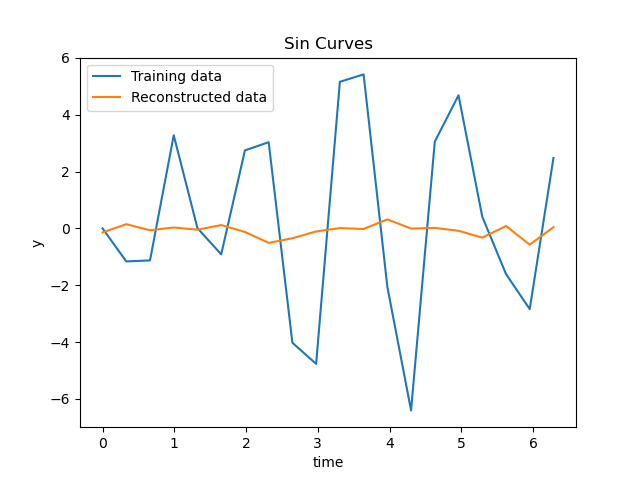 Sin Curves
Training data
Reconstructed data
6
4
2
0
−2
−4
−6
y
0 1 2 3 4 5 6
time